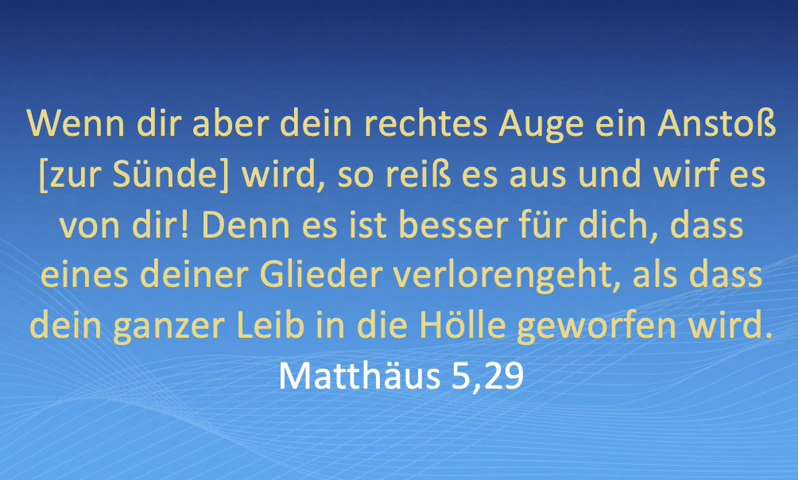 Wenn dir aber dein rechtes Auge ein Anstoß
[zur Sünde] wird, so reiß es aus und wirf es
von dir! Denn es ist besser für dich, dass
eines deiner Glieder verlorengeht, als dass
dein ganzer Leib in die Hölle geworfen wird.
Matthäus 5,29